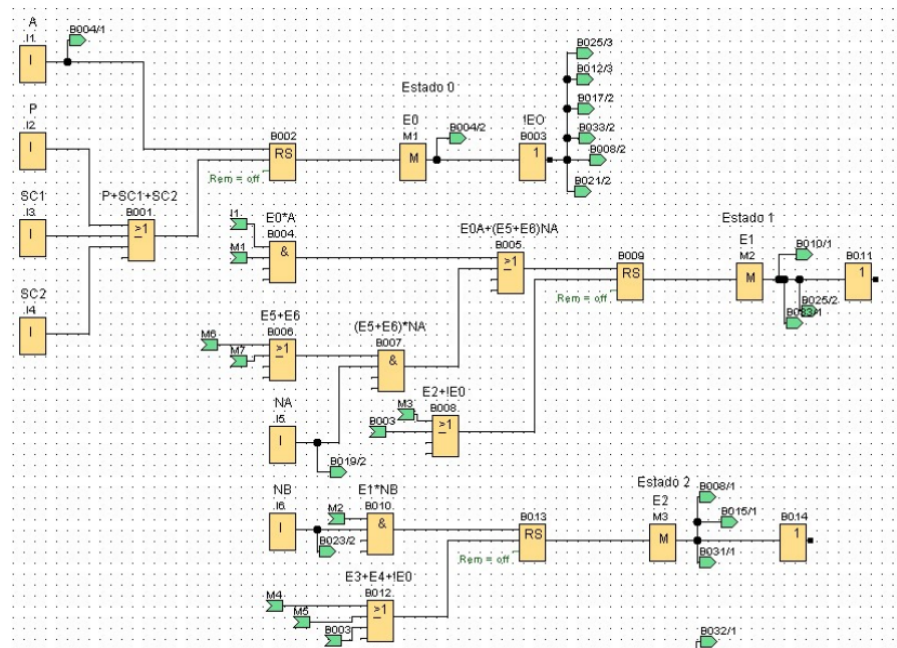 A
I1
I
B004/1
P
I2
I
SC1
I3
I
SC2
I4
I
P+SC1+SC2
B001
>1
B002
RS
Rem = off
Estado 0
E0
M1
M
B004/2
!EO
B003
1
B025/3
B012/3
B017/2
B033/2
B008/2
B021/2
E0*A
I1
M1
B004
&
E0A+(E5+E6)NA
B005
>1
B009
RS
Rem = off
Estado 1
E1
M2
M
B010/1
B025/2
B033/1
B011
1
E5+E6
M6
M7
B006
>1
(E5+E6)*NA
B007
&
NA
I5
I
B019/2
E2+!E0
M3
B003
B008
>1
NB
I6
I
B023/2
E1*NB
M2
B010
&
B013
RS
Rem = off
Estado 2
E2
M3
M
B008/1
B015/1
B031/1
B014
1
E3+E4+!E0
M4
M5
B003
B012
>1
B032/1